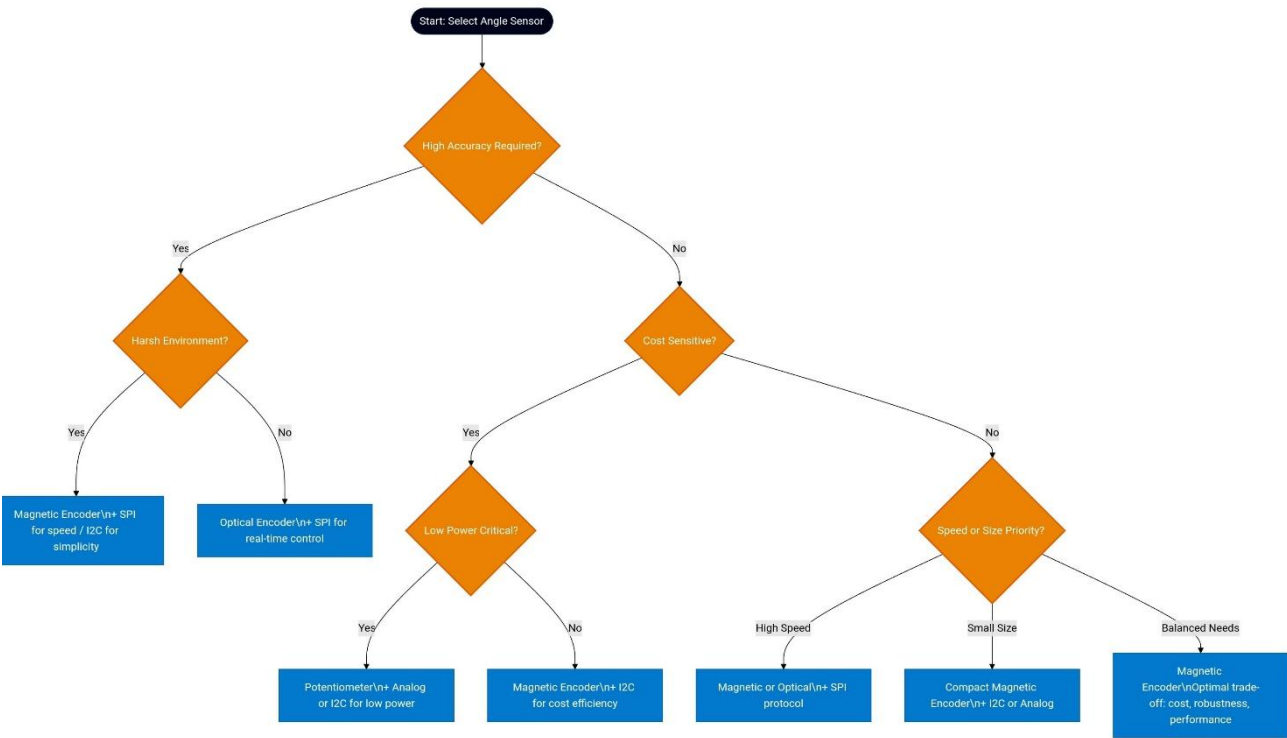 Start: Select Angle Sensor
High Accuracy Required?
Yes
No
Harsh Environment?
Cost Sensitive?
Yes
No
Yes
No
Magnetic Encoder\n+ SPI
for speed / I2C for
simplicity
Optical Encoder\n+ SPI for
real-time control
Low Power Critical?
Speed or Size Priority?
Yes
No
High Speed
Small Size
Balanced Needs
Potentiometer\n+ Analog
or I2C for low power
Magnetic Encoder\n+ I2C
for cost efficiency
Magnetic or Optical\n+ SPI
protocol
Compact Magnetic
Encoder\n+ I2C or Analog
Magnetic
Encoder\nOptimal trade-
off: cost, robustness,
performance